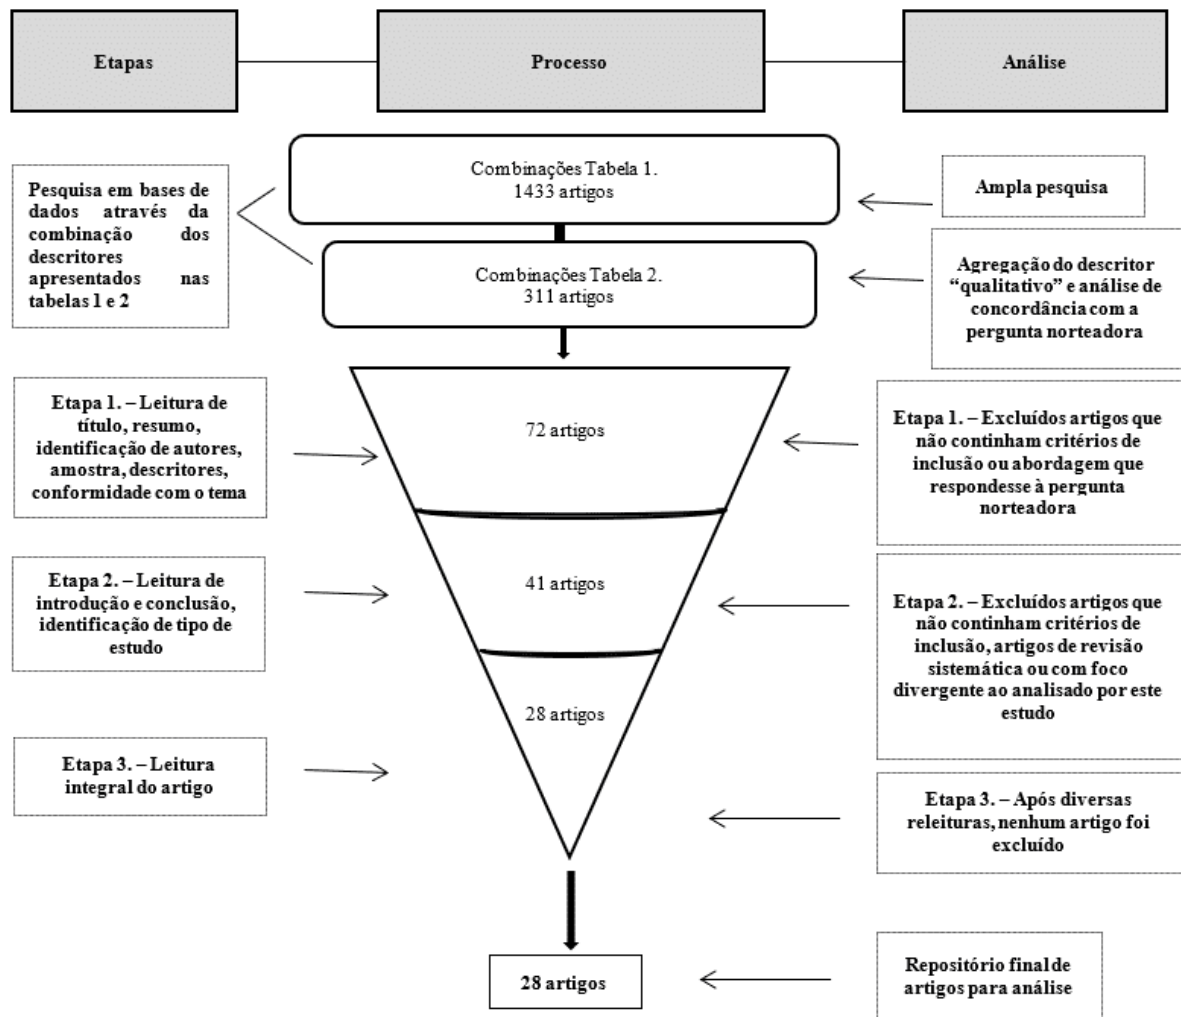 Etapas
Processo
Análise
Combinações Tabela 1.
1433 artigos
Pesquisa em bases de
dados através da
combinação dos
descritores
apresentados nas
tabelas 1 e 2
Ampla pesquisa
Combinações Tabela 2.
311 artigos
Agregação do descritor
“qualitativo” e análise de
concordância com a
pergunta norteadora
Etapa 1. – Leitura de
título, resumo,
identificação de autores,
amostra, descritores,
conformidade com o tema
72 artigos
Etapa 1. – Excluídos artigos que
não continham critérios de
inclusão ou abordagem que
respondesse à pergunta
norteadora
Etapa 2. – Leitura de
introdução e conclusão,
identificação de tipo de
estudo
41 artigos
Etapa 2. – Excluídos artigos que
não continham critérios de
inclusão, artigos de revisão
sistemática ou com foco
divergente ao analisado por este
estudo
28 artigos
Etapa 3. – Leitura
integral do artigo
Etapa 3. – Após diversas
releituras, nenhum artigo foi
excluído
28 artigos
Repositório final de
artigos para análise